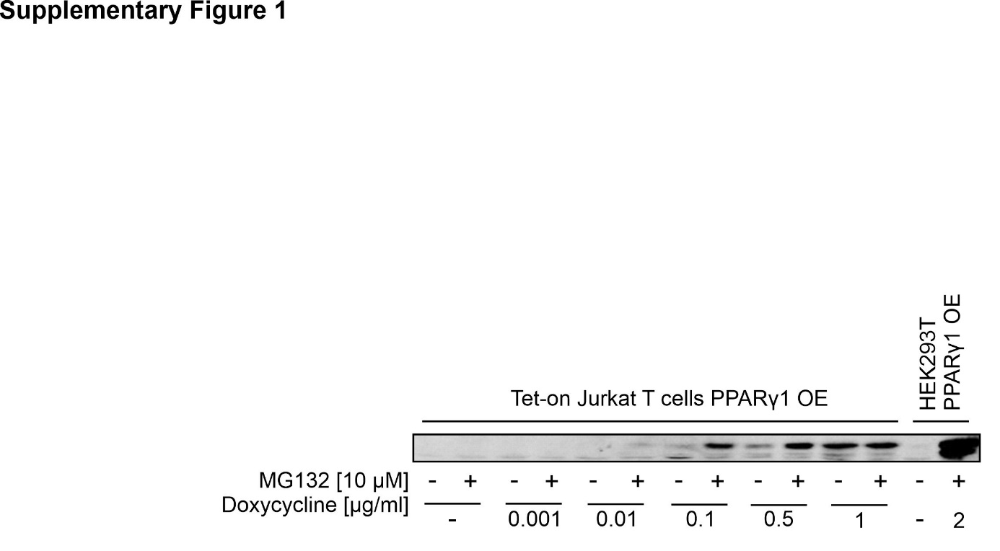 Supplementary Figure 1
HEK293T
PPARγ1 OE
Tet-on Jurkat T cells PPARγ1 OE
MG132 [10 µM] - + - + - + - + - + - + - +
Doxycycline [µg/ml]
- 0.001 0.01 0.1 0.5 1 - 2